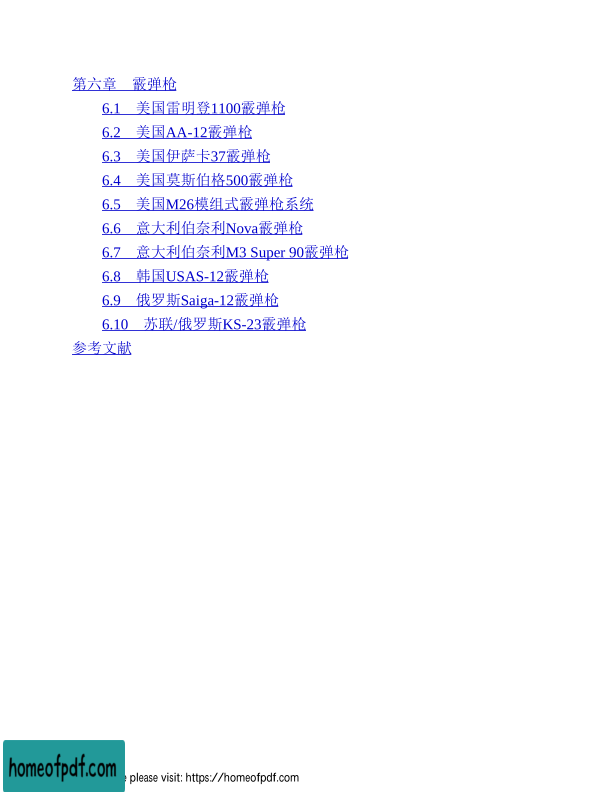 第六章　霰弹枪
6.1　美国雷明登1100霰弹枪
6.2　美国AA-12霰弹枪
6.3　美国伊萨卡37霰弹枪
6.4　美国莫斯伯格500霰弹枪
6.5　美国M26模组式霰弹枪系统
6.6　意大利伯奈利Nova霰弹枪
6.7　意大利伯奈利M3 Super 90霰弹枪
6.8　韩国USAS-12霰弹枪
6.9　俄罗斯Saiga-12霰弹枪
6.10　苏联/俄罗斯KS-23霰弹枪
参考文献
homeofpdf.com
please visit: https://homeofpdf.com